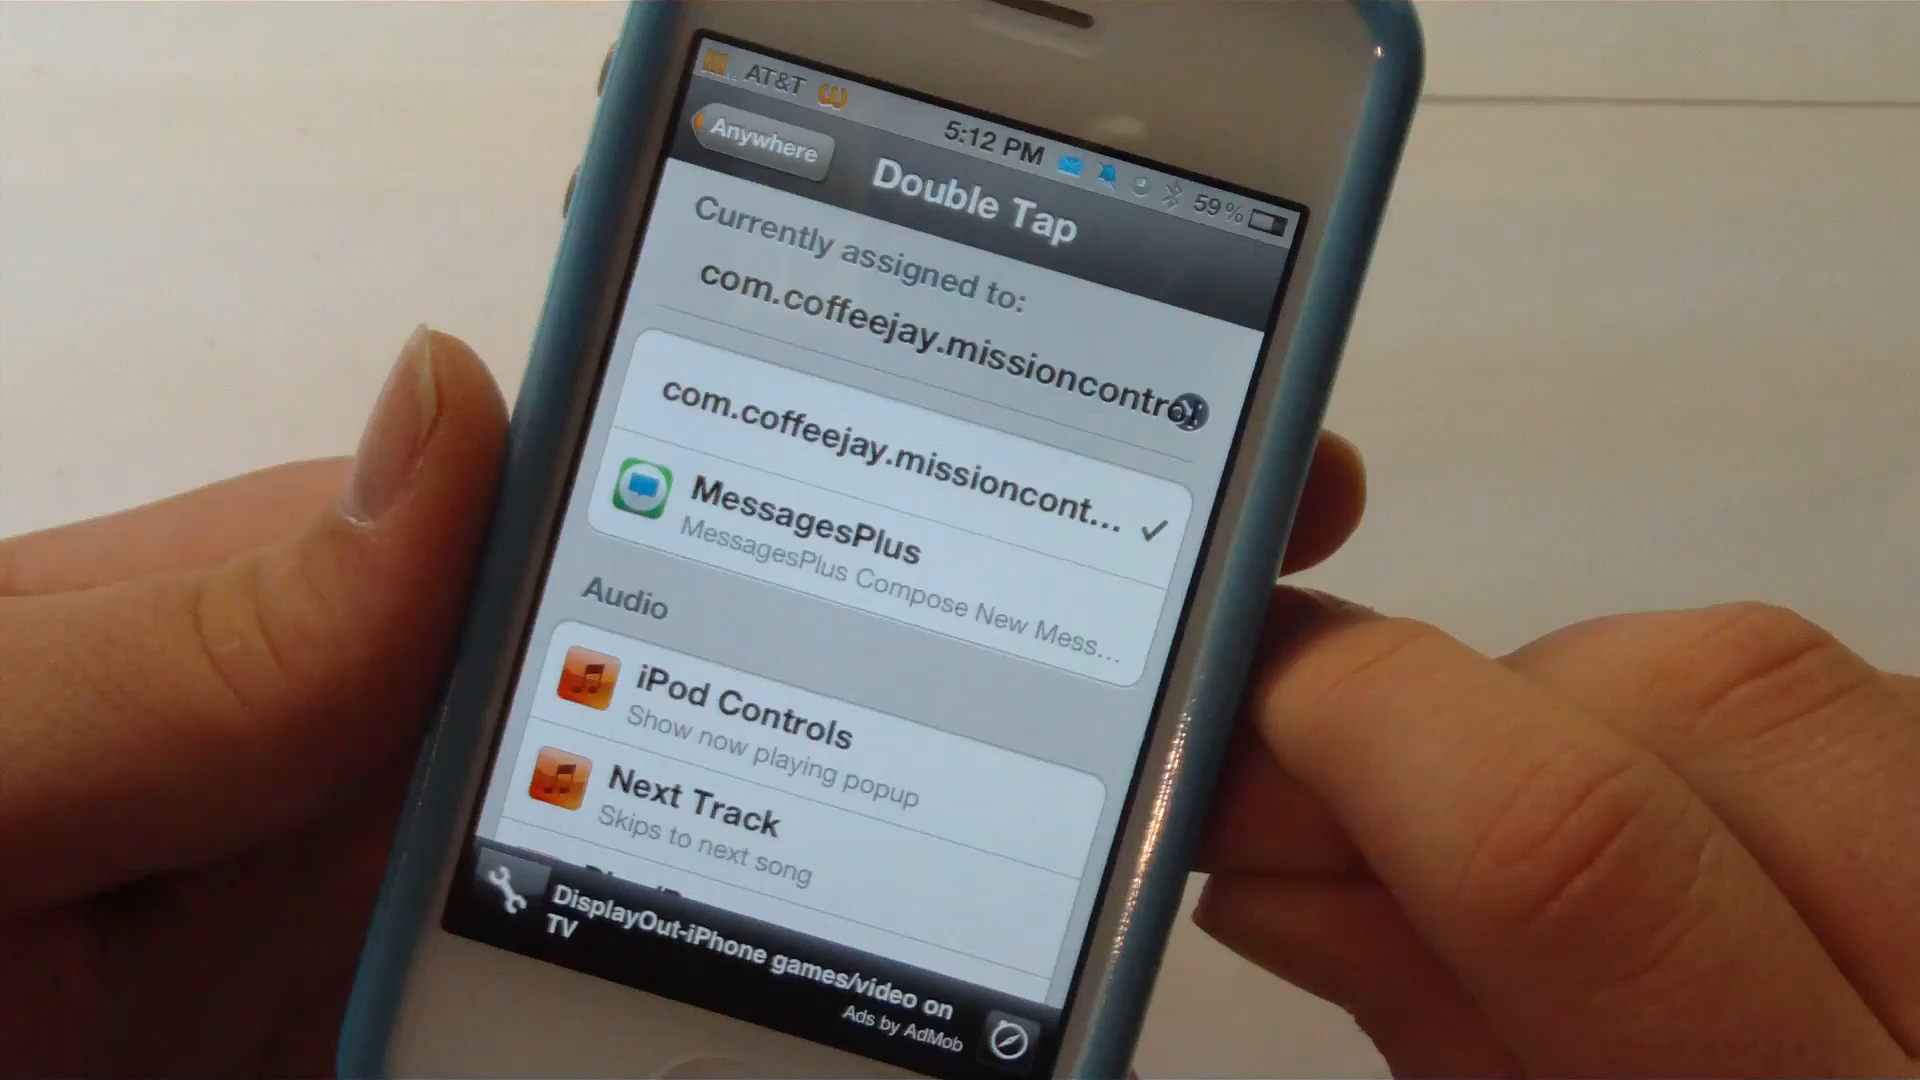 AT&T
5:12 PM
59%
Anywhere
Double Tap
Currently assigned to:
com.coffeejay.missioncontrol
com.coffeejay.missioncont...
MessagesPlus
MessagesPlus Compose New Mess...
Audio
iPod Controls
Show now playing popup
Next Track
Skips to next song
DisplayOut-iPhone games/video on
TV
Ads by AdMob